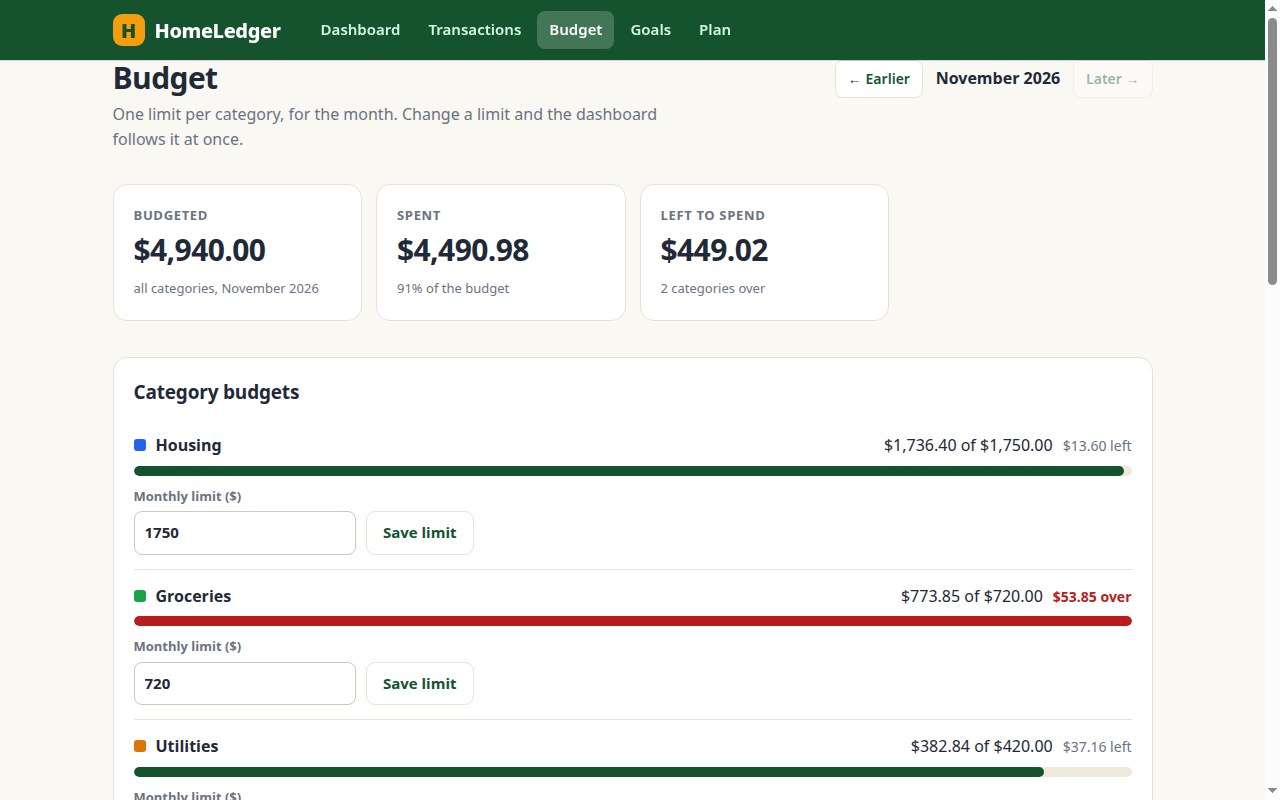 H HomeLedger Dashboard Transactions Budget Goals Plan
Budget
← Earlier November 2026 Later →
One limit per category, for the month. Change a limit and the dashboard
follows it at once.
BUDGETED
$4,940.00
all categories, November 2026
SPENT
$4,490.98
91% of the budget
LEFT TO SPEND
$449.02
2 categories over
Category budgets
Housing $1,736.40 of $1,750.00 $13.60 left
Monthly limit ($)
1750 Save limit
Groceries $773.85 of $720.00 $53.85 over
Monthly limit ($)
720 Save limit
Utilities $382.84 of $420.00 $37.16 left
Monthly limit ($)